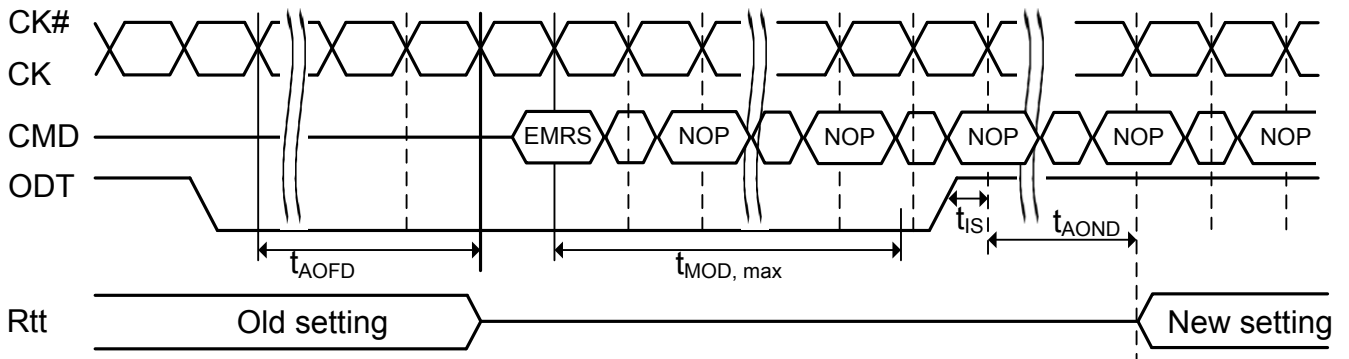 CK#
CK
CMD EMRS NOP NOP NOP NOP NOP
ODT
tIS tAOND
tAOFD tMOD, max
Rtt Old setting New setting